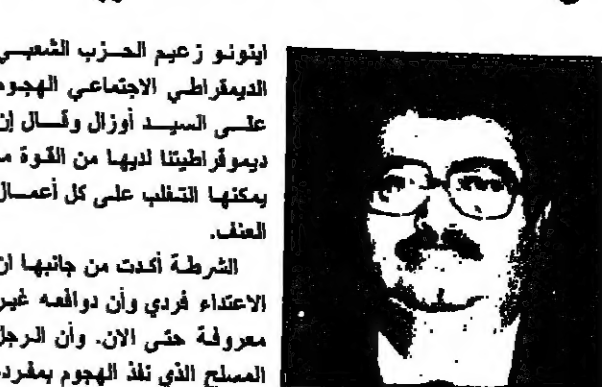 اينونو زعيم الحزب الشعبي
الديمقراطي الاجتماعي الهجوم
على السيد أوزال وقال إن
ديموقراطيتنا لديها من القوة ما
يمكنها التغلب على كل أعمال
العنف.
الشرطة أكدت من جانبها ان
الاعتداء فردي وأن دوافعه غير
معروفة حتى الان. وأن الرجل
المسلح الذي نفذ الهجوم بمفرده